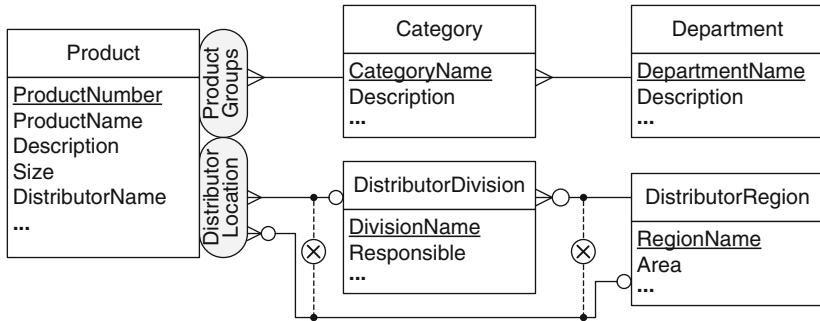 Product
ProductNumber
ProductName
Description
Size
DistributorName
...
Product
Groups
Distributor
Location
Category
CategoryName
Description
...
Department
DepartmentName
Description
...
DistributorDivision
DivisionName
Responsible
...
DistributorRegion
RegionName
Area
...